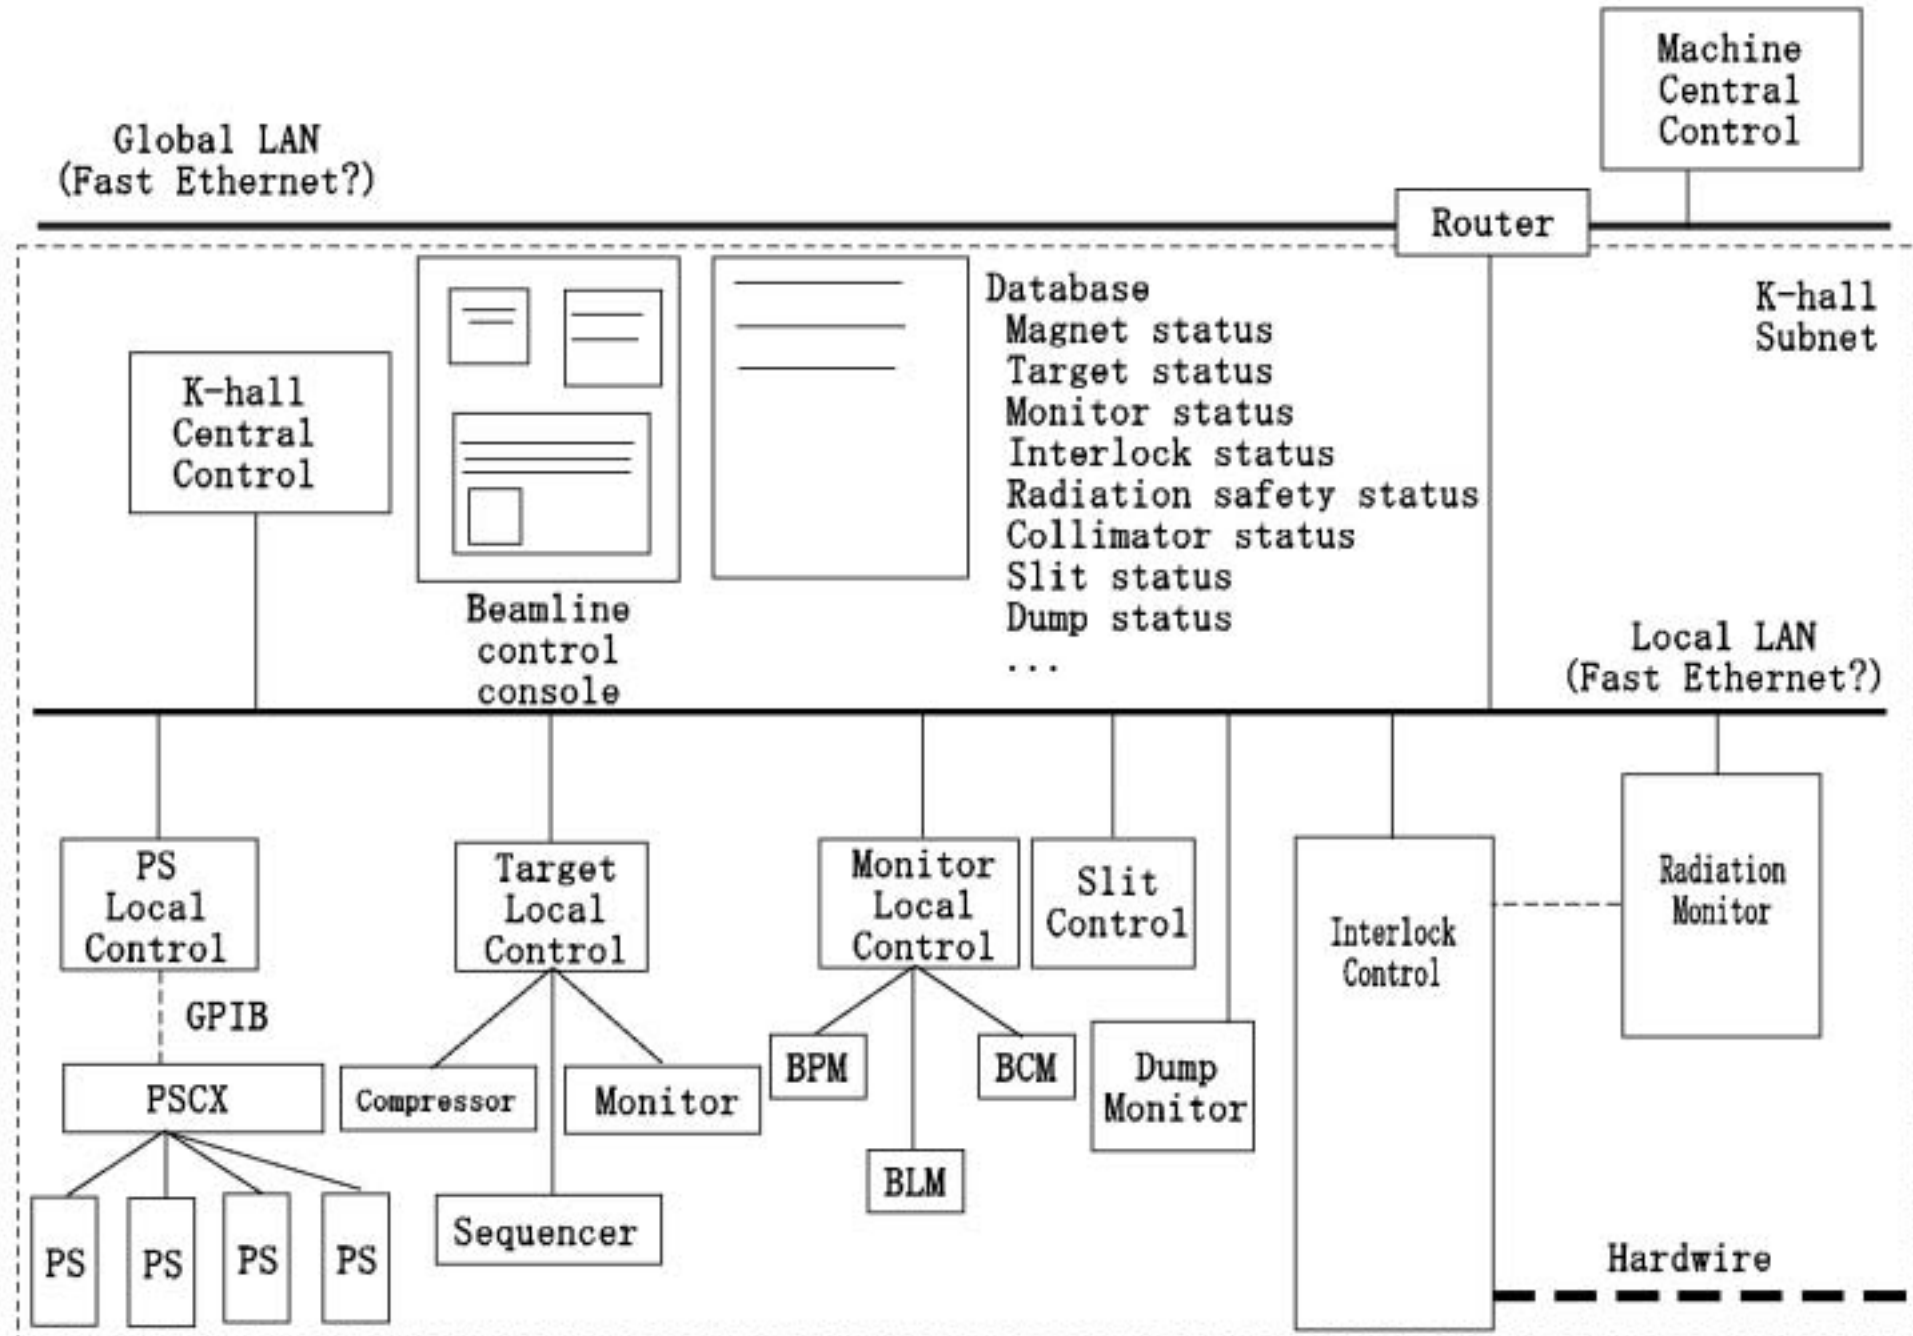 Machine
Central
Control
Global LAN
(Fast Ethernet?)
Router
K-hall
Subnet
K-hall
Central
Control
Beamline
control
console
Database
Magnet status
Target status
Monitor status
Interlock status
Radiation safety status
Collimator status
Slit status
Dump status
...
Local LAN
(Fast Ethernet?)
PS
Local
Control
GPIB
PSCX
PS
PS
PS
PS
Target
Local
Control
Compressor
Monitor
Sequencer
Monitor
Local
Control
BPM
BCM
BLM
Slit
Control
Dump
Monitor
Interlock
Control
Radiation
Monitor
Hardwire